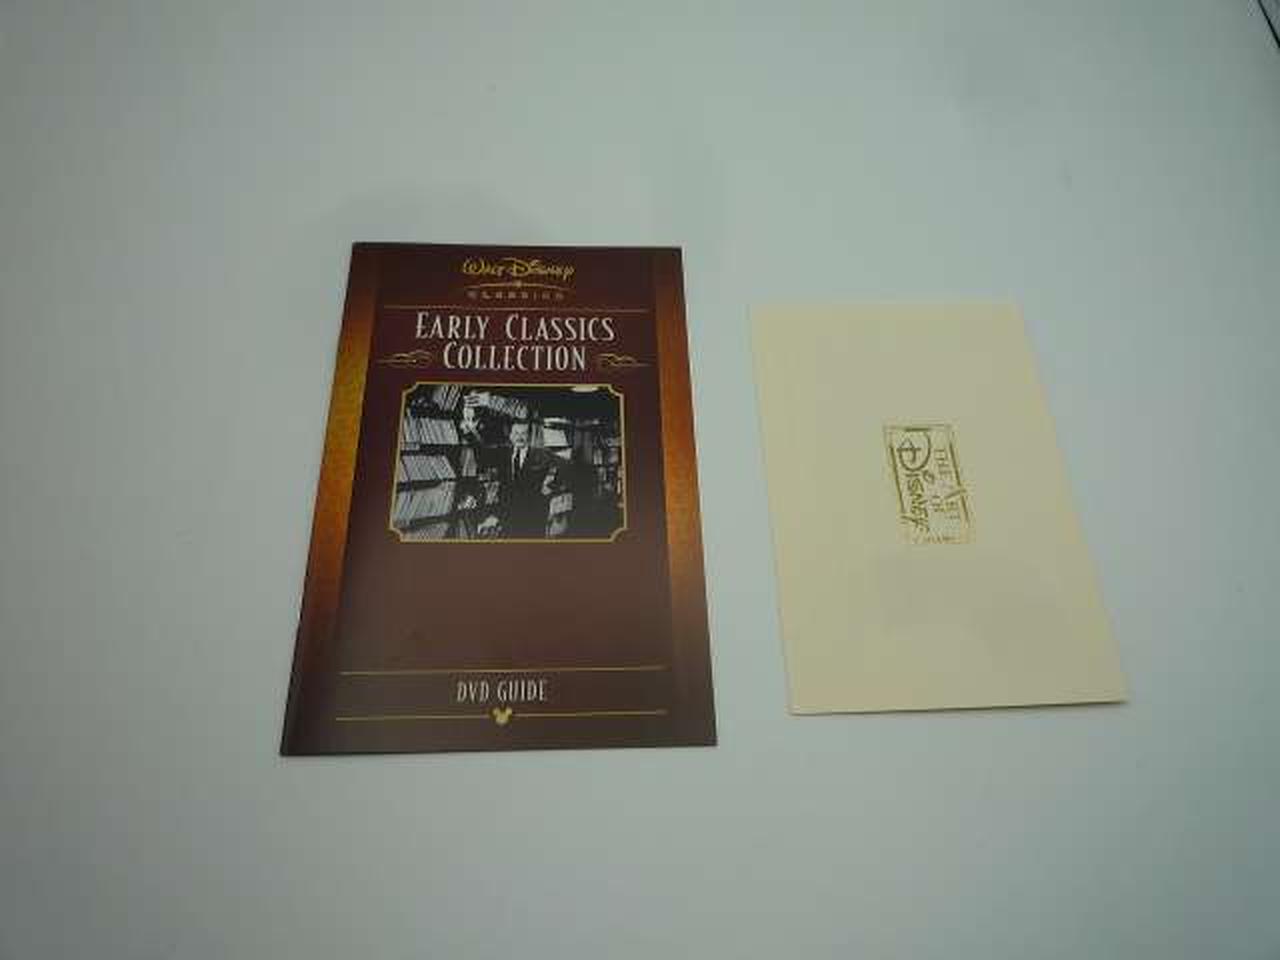 Walt Disney
CLASSICS
EARLY CLASSICS
COLLECTION
DVD GUIDE
THE ART OF
Disney